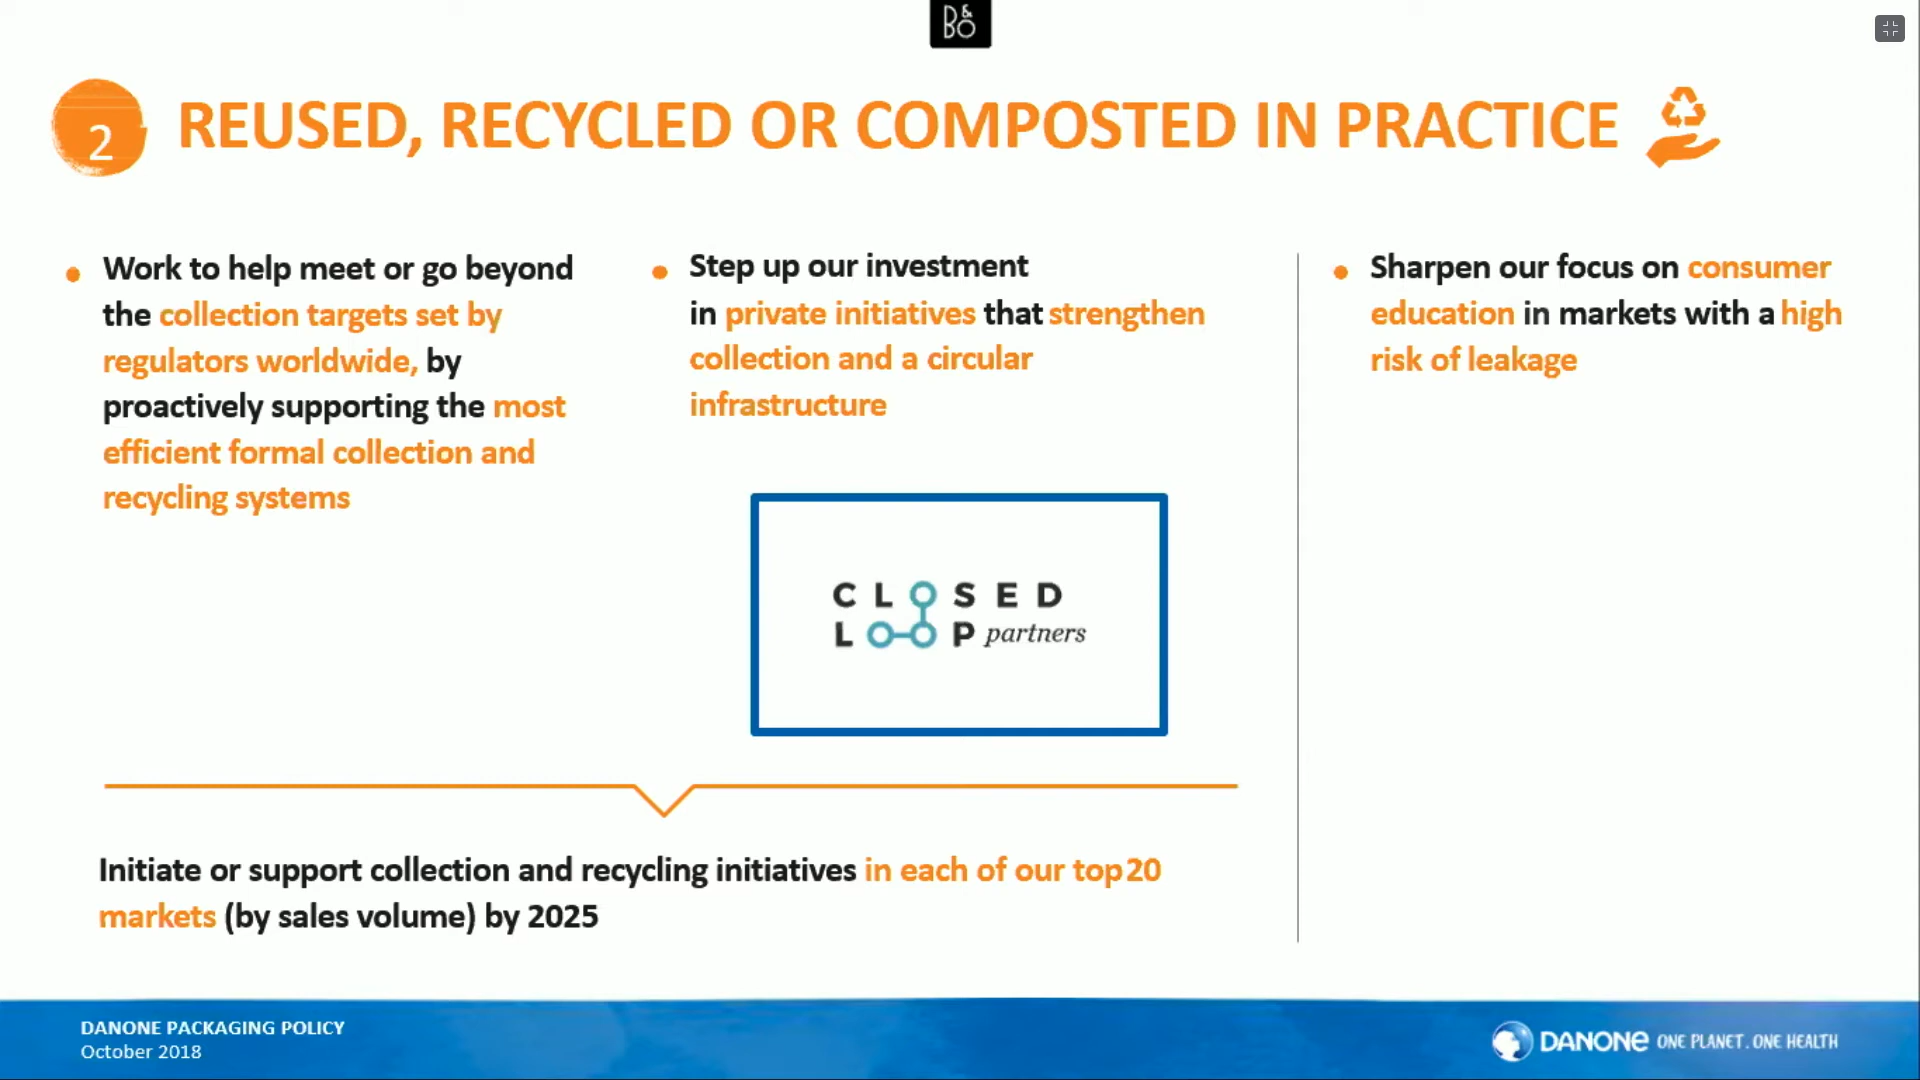 B&O
2
REUSED, RECYCLED OR COMPOSTED IN PRACTICE
Work to help meet or go beyond
the collection targets set by
regulators worldwide, by
proactively supporting the most
efficient formal collection and
recycling systems
Step up our investment
in private initiatives that strengthen
collection and a circular
infrastructure
CLOSED
LOOP partners
Sharpen our focus on consumer
education in markets with a high
risk of leakage
Initiate or support collection and recycling initiatives in each of our top 20
markets (by sales volume) by 2025
DANONE PACKAGING POLICY
October 2018
DANONE ONE PLANET. ONE HEALTH